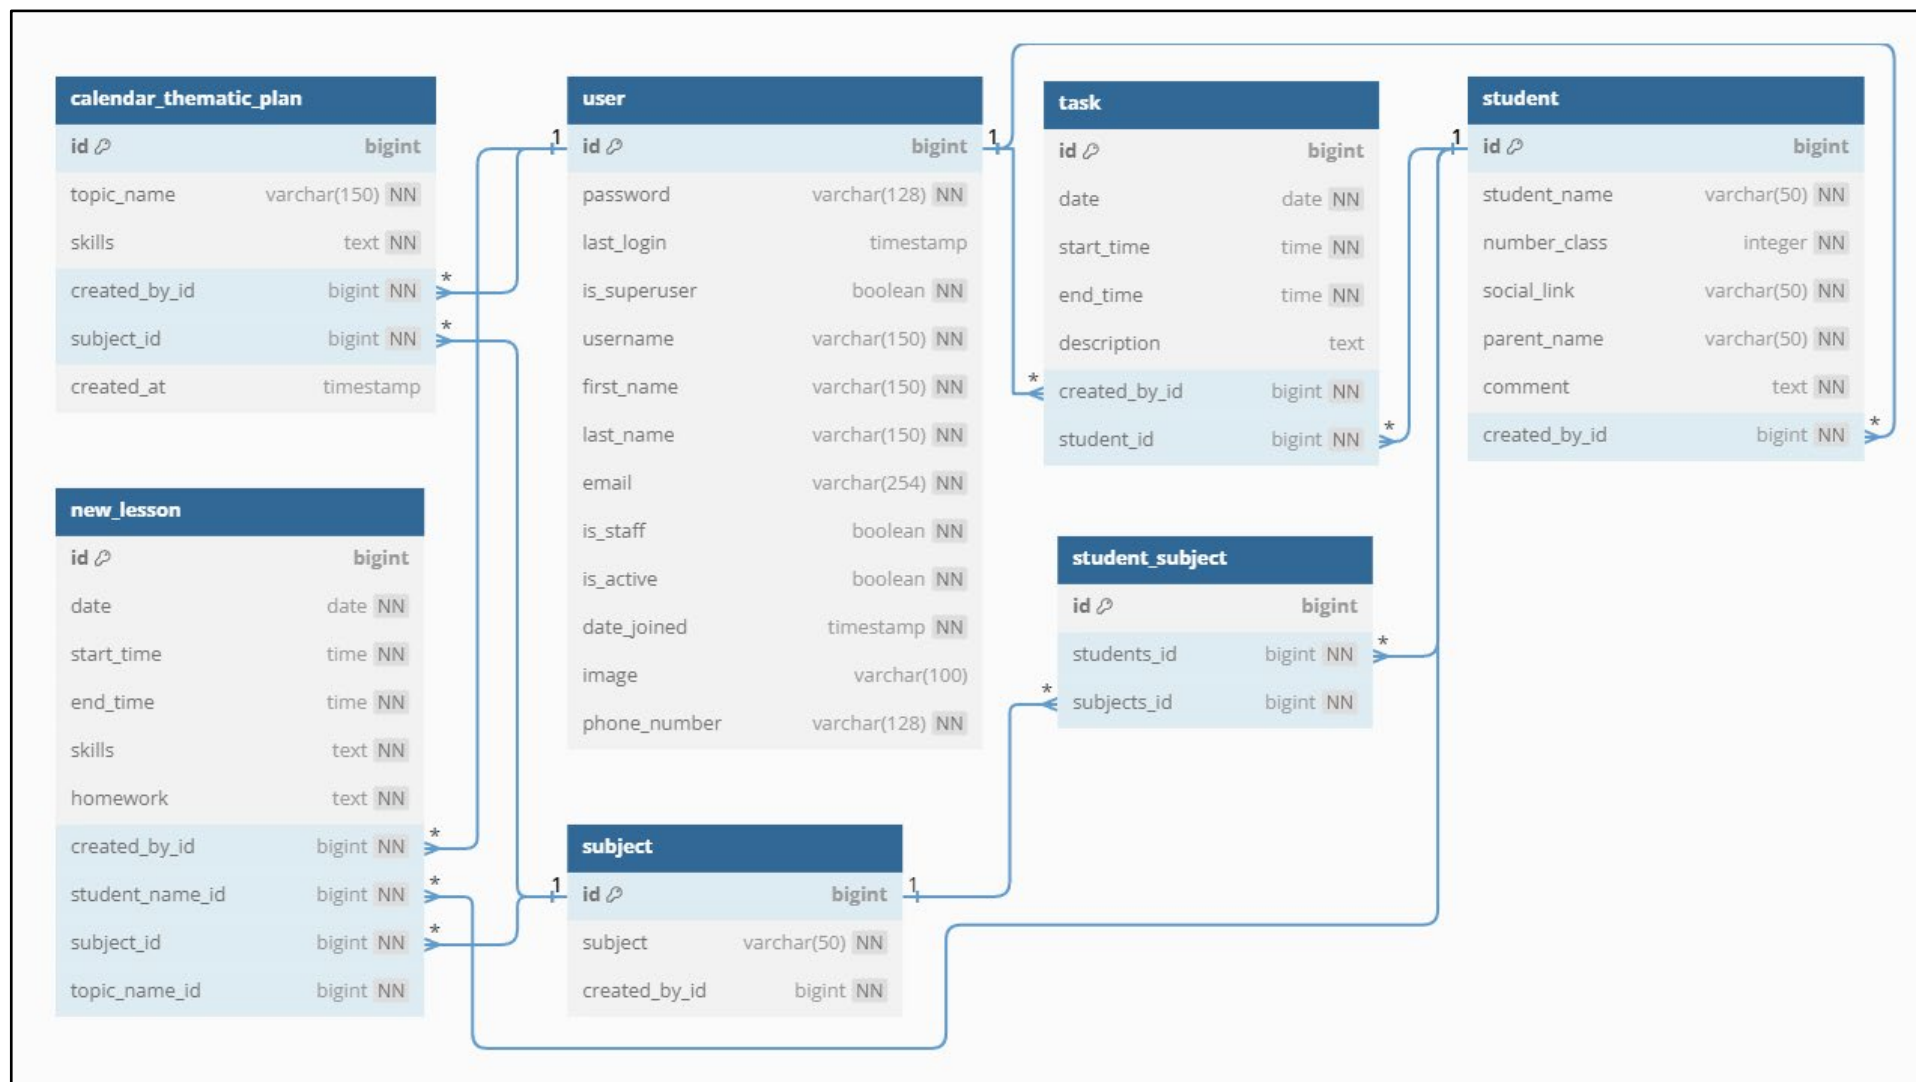 calendar_thematic_plan
id bigint
topic_name varchar(150) NN
skills text NN
created_by_id bigint NN *
subject_id bigint NN *
created_at timestamp
new_lesson
id bigint
date date NN
start_time time NN
end_time time NN
skills text NN
homework text NN
created_by_id bigint NN *
student_name_id bigint NN *
subject_id bigint NN *
topic_name_id bigint NN
user
1 id bigint 1
password varchar(128) NN
last_login timestamp
is_superuser boolean NN
username varchar(150) NN
first_name varchar(150) NN
last_name varchar(150) NN
email varchar(254) NN
is_staff boolean NN
is_active boolean NN
date_joined timestamp NN
image varchar(100)
phone_number varchar(128) NN
subject
1 id bigint 1
subject varchar(50) NN
created_by_id bigint NN
task
id bigint
date date NN
start_time time NN
end_time time NN
description text
* created_by_id bigint NN
student_id bigint NN *
student_subject
id bigint
students_id bigint NN *
* subjects_id bigint NN
student
1 id bigint
student_name varchar(50) NN
number_class integer NN
social_link varchar(50) NN
parent_name varchar(50) NN
comment text NN
created_by_id bigint NN *